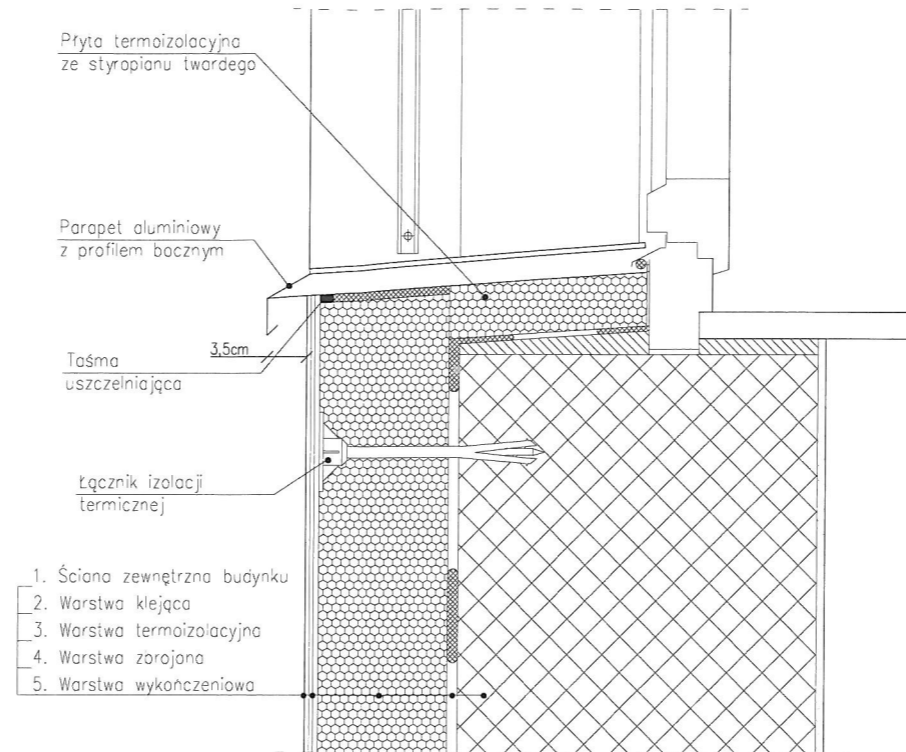 Płyta termoizolacyjna
ze styropianu twardego
Parapet aluminiowy
z profilem bocznym
3,5cm
Taśma
uszczelniająca
Łącznik izolacji
termicznej
1. Ściana zewnętrzna budynku
2. Warstwa klejąca
3. Warstwa termoizolacyjna
4. Warstwa zbrojona
5. Warstwa wykończeniowa